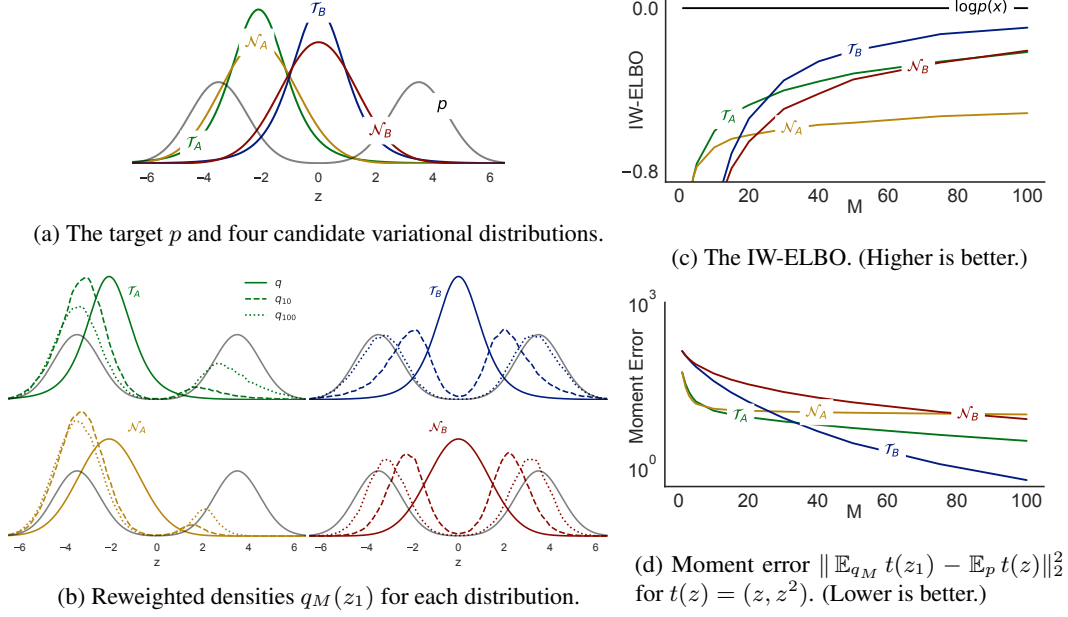 𝒯_B
𝒩_A
p
𝒯_A
𝒩_B
−6 −4 −2 0 2 4 6
z
(a) The target p and four candidate variational distributions.
𝒯_A
q
q_10
q_100
𝒯_B
𝒩_A
𝒩_B
−6 −4 −2 0 2 4 6 −6 −4 −2 0 2 4 6
z z
(b) Reweighted densities q_M(z_1) for each distribution.
0.0
log p(x)
IW-ELBO
𝒯_B
𝒩_B
𝒯_A
𝒩_A
−0.8
0 20 40 60 80 100
M
(c) The IW-ELBO. (Higher is better.)
10^3
Moment Error
𝒯_A
𝒩_A
𝒩_B
𝒯_B
10^0
0 20 40 60 80 100
M
(d) Moment error ‖ 𝔼_{q_M} t(z_1) − 𝔼_p t(z)‖_2^2
for t(z) = (z, z^2). (Lower is better.)